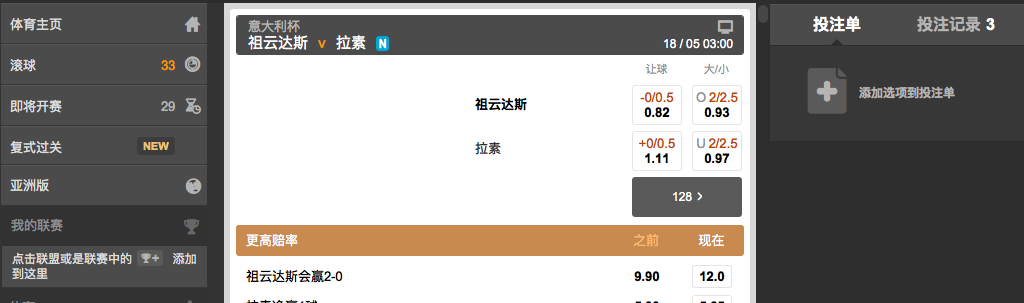 体育主页
滚球 33
即将开赛 29
复式过关 NEW
亚洲版
我的联赛
点击联盟或是联赛中的 + 添加
到这里
意大利杯
祖云达斯 v 拉素 N
18 / 05 03:00
让球 大/小
祖云达斯
-0/0.5 O 2/2.5
0.82 0.93
拉素
+0/0.5 U 2/2.5
1.11 0.97
128 >
更高赔率 之前 现在
祖云达斯会赢2-0 9.90 12.0
投注单 投注记录 3
添加选项到投注单